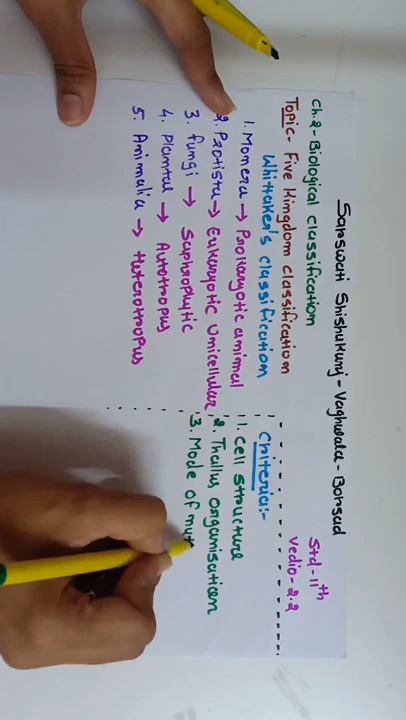 Sarswati Shishukunj - Vaghwala - Borsad
Std - 11th
vedio - 2.2
Ch.2 - Biological classification
Topic - Five Kingdom classification
Whittaker's classification
1. Monera → Prokaryotic animal
2. Protista → Eukaryotic Unicellular
3. fungi → Saprophytic
4. Plantae → Autotrophs
5. Animalia → Heterotrophs
Criteria:-
1. Cell structure
2. Thallus Organisation
3. Mode of nut